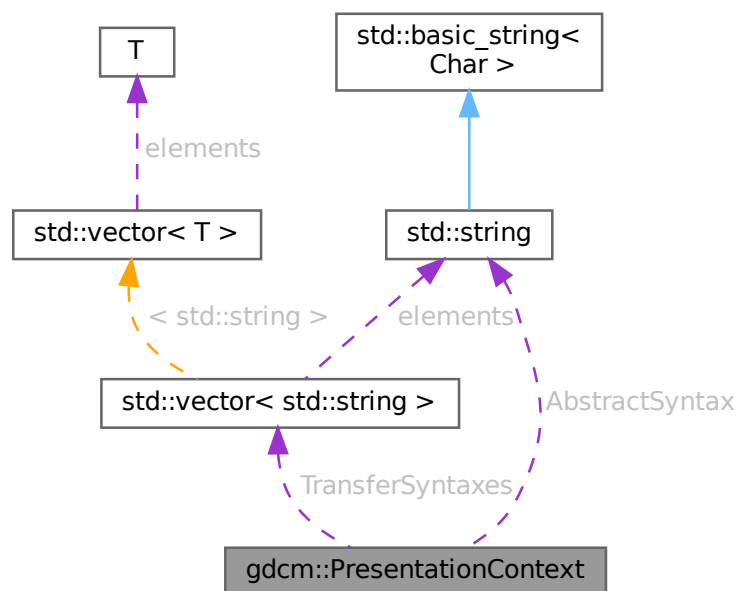 T
std::basic_string<
Char >
elements
std::vector< T >
std::string
< std::string >
elements
std::vector< std::string >
AbstractSyntax
TransferSyntaxes
gdcm::PresentationContext